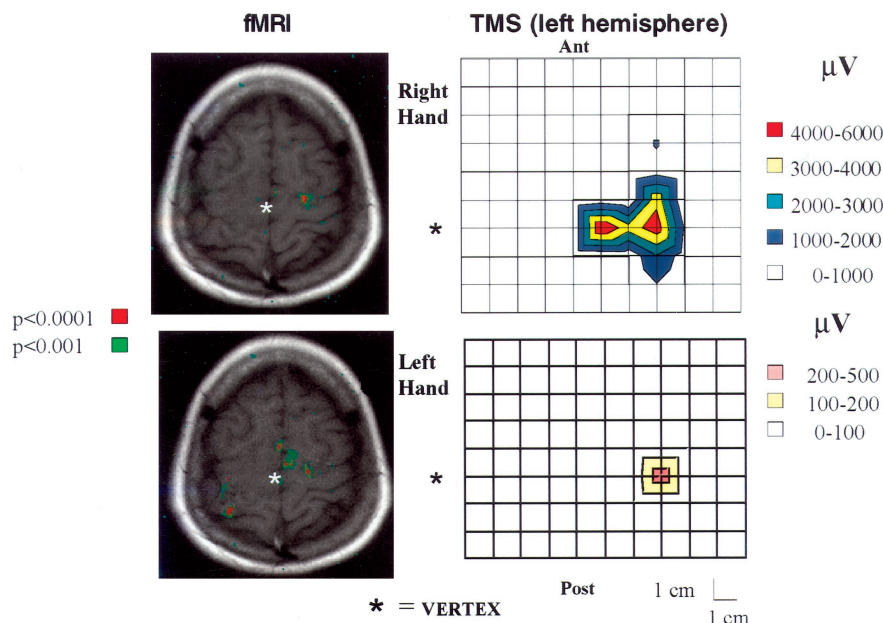 fMRI
TMS (left hemisphere)
Ant
Right
Hand
*
*
μV
4000-6000
3000-4000
2000-3000
1000-2000
0-1000
p<0.0001
p<0.001
Left
Hand
*
*
μV
200-500
100-200
0-100
Post
1 cm
1 cm
* = VERTEX